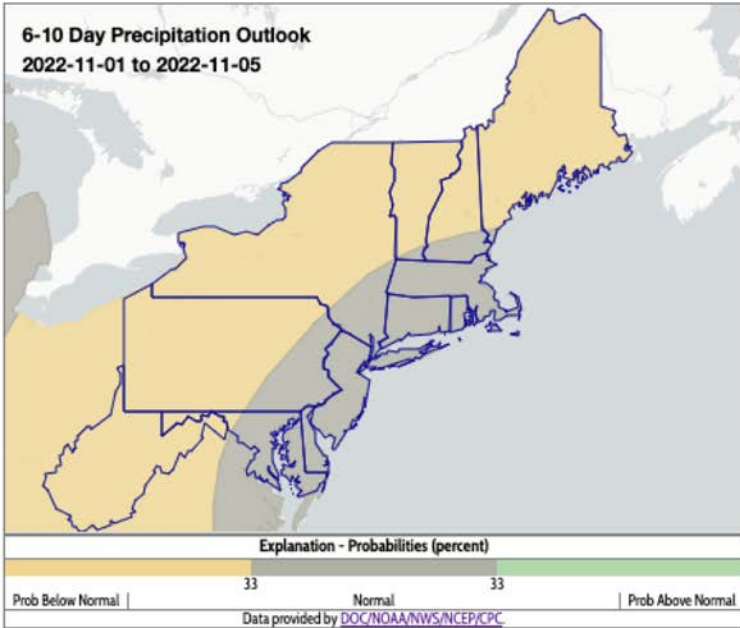 6-10 Day Precipitation Outlook
2022-11-01 to 2022-11-05
Explanation - Probabilities (percent)
33 33
Prob Below Normal Normal Prob Above Normal
Data provided by DOC/NOAA/NWS/NCEP/CPC.